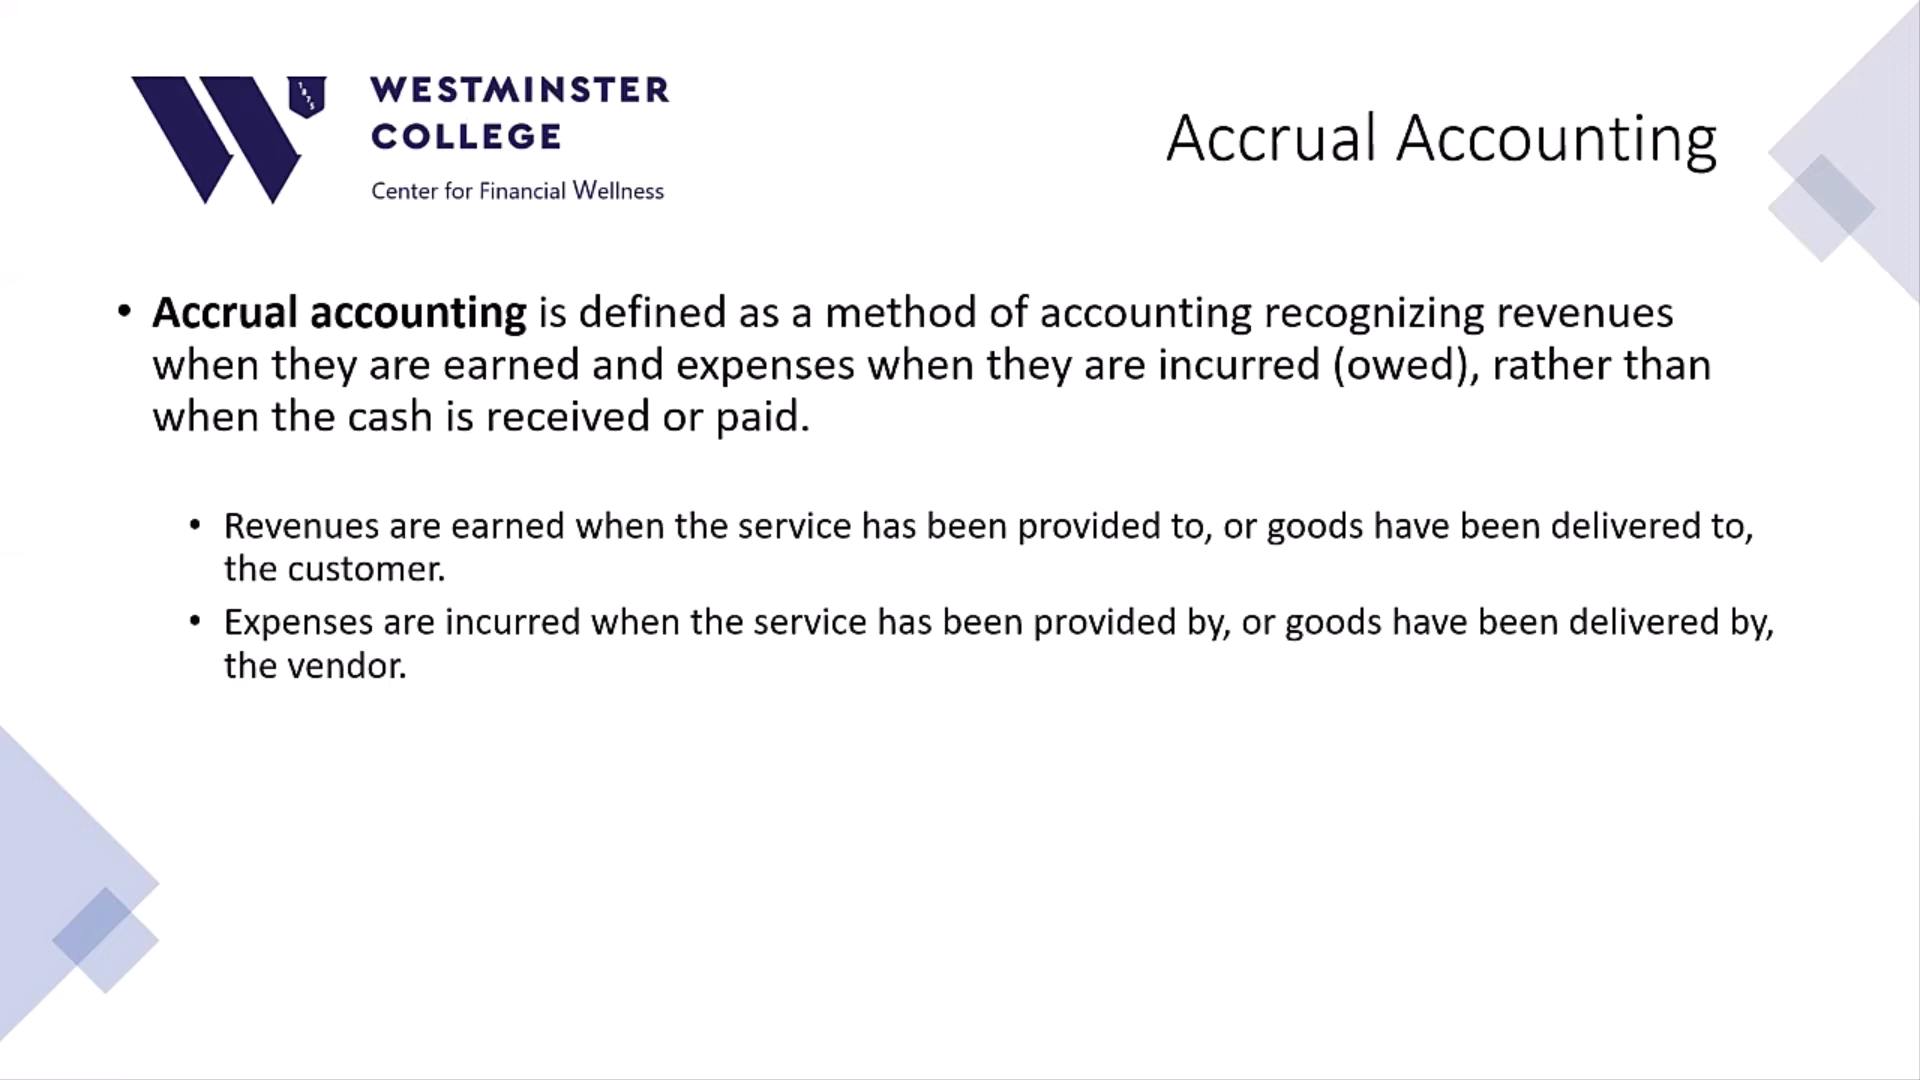 WESTMINSTER
COLLEGE
Center for Financial Wellness
1875
Accrual Accounting
• Accrual accounting is defined as a method of accounting recognizing revenues
when they are earned and expenses when they are incurred (owed), rather than
when the cash is received or paid.
• Revenues are earned when the service has been provided to, or goods have been delivered to,
the customer.
• Expenses are incurred when the service has been provided by, or goods have been delivered by,
the vendor.